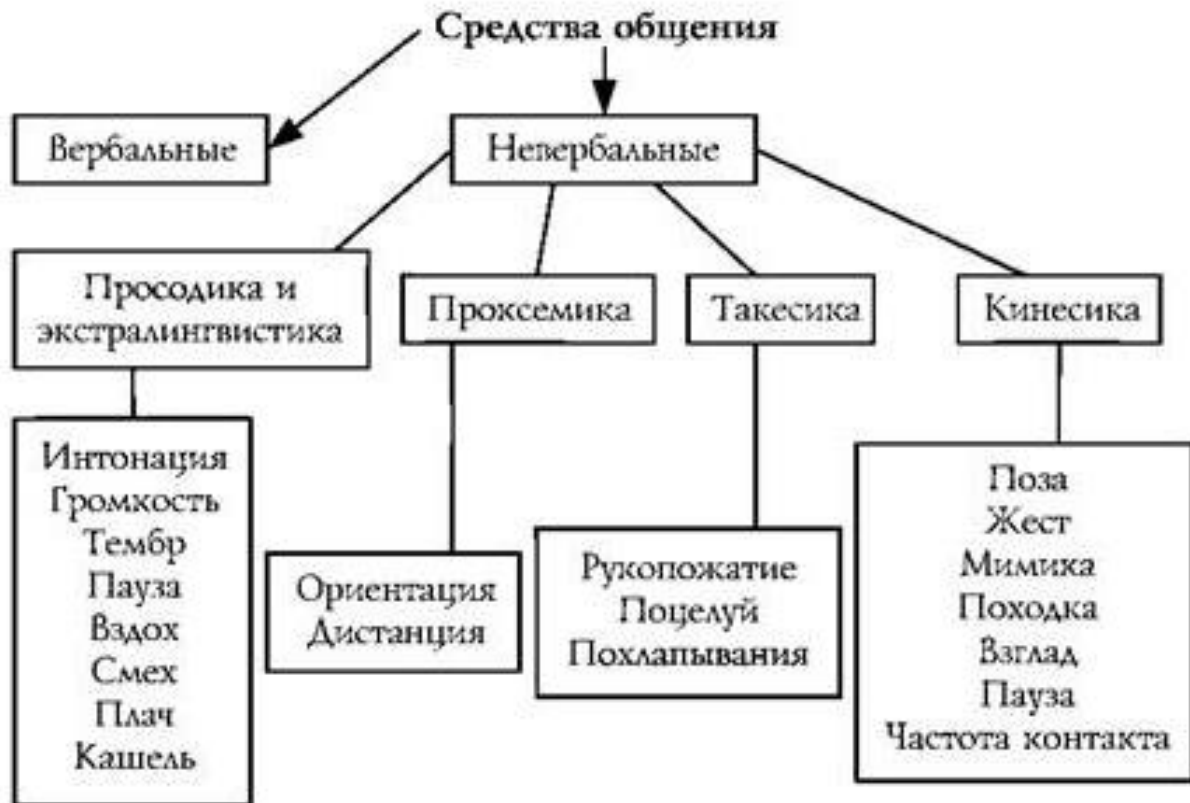 Средства общения
Вербальные
Невербальные
Просодика и
экстралингвистика
Проксемика
Такесика
Кинесика
Интонация
Громкость
Тембр
Пауза
Вздох
Смех
Плач
Кашель
Ориентация
Дистанция
Рукопожатие
Поцелуй
Похлапывания
Поза
Жест
Мимика
Походка
Взглад
Пауза
Частота контакта